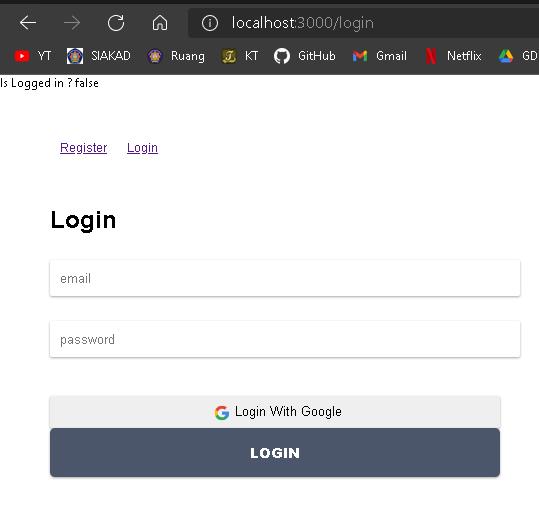 localhost:3000/login
YT SIAKAD Ruang KT GitHub Gmail Netflix GD
Is Logged in ? false
Register Login
Login
email
password
Login With Google
LOGIN